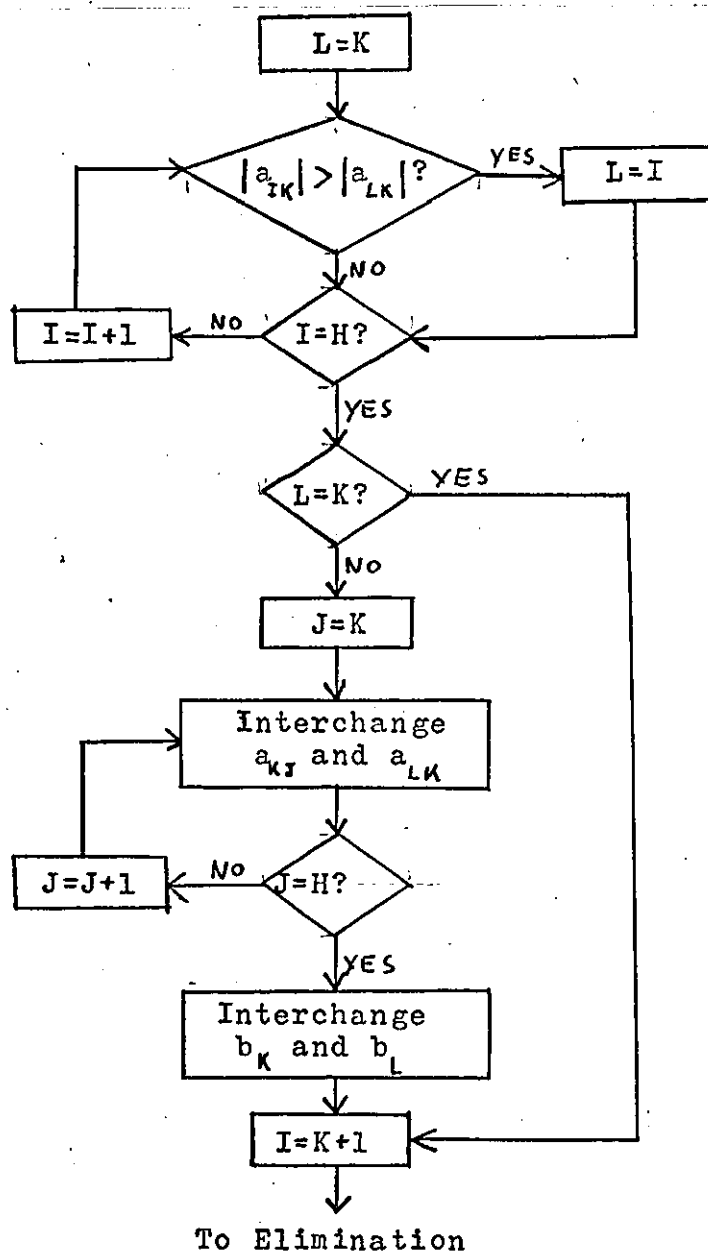 L=K
|a_IK|>|a_LK|?
YES
L=I
NO
I=I+1
NO
I=H?
YES
L=K?
YES
NO
J=K
Interchange
a_KJ and a_LK
J=J+1
NO
J=H?
YES
Interchange
b_K and b_L
I=K+1
To Elimination